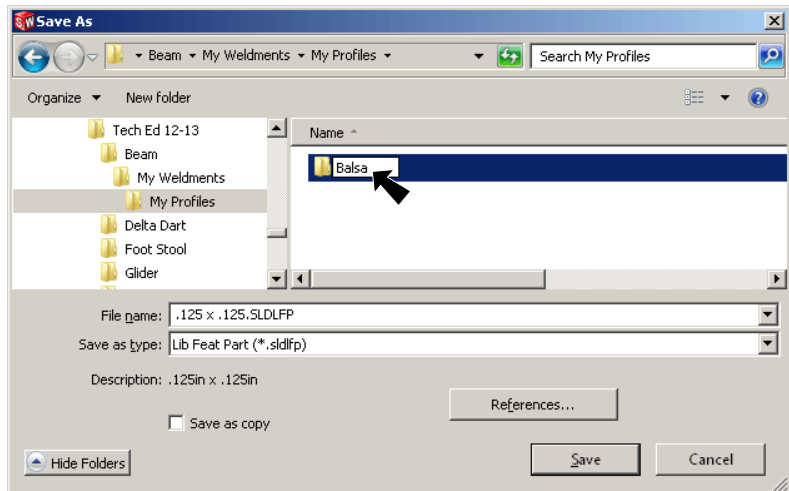 SW Save As
Beam My Weldments My Profiles Search My Profiles
Organize New folder
Tech Ed 12-13
Beam
My Weldments
My Profiles
Delta Dart
Foot Stool
Glider
Name
Balsa
File name: .125 x .125.SLDLFP
Save as type: Lib Feat Part (*.sldlfp)
Description: .125in x .125in
References...
Save as copy
Hide Folders Save Cancel